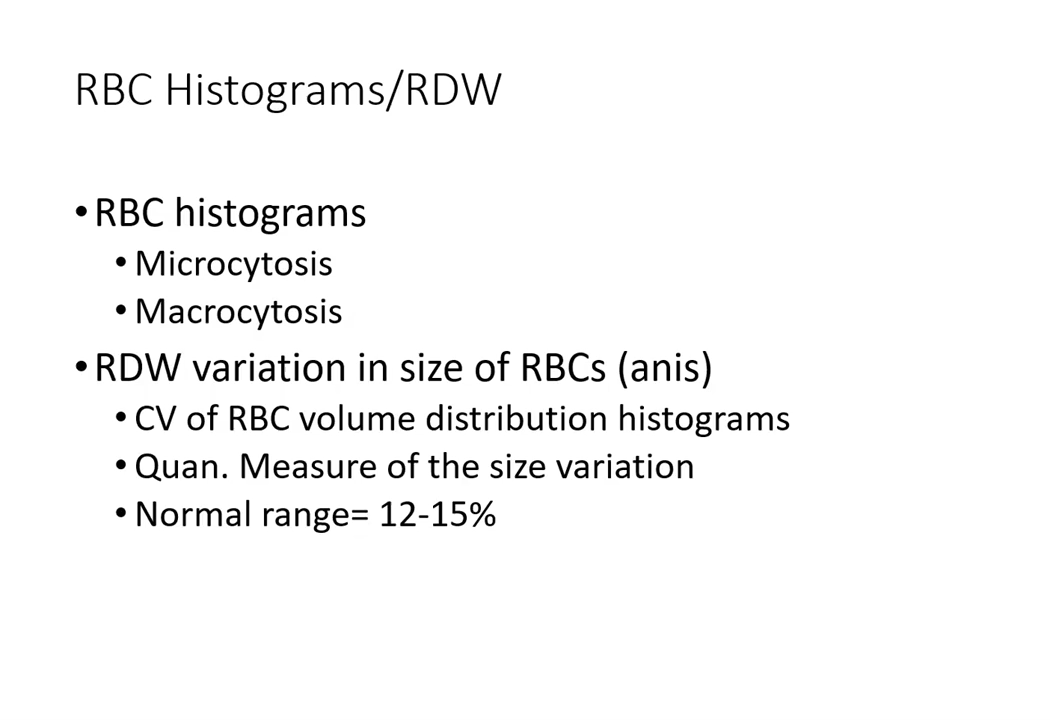 RBC Histograms/RDW
•RBC histograms
•Microcytosis
•Macrocytosis
•RDW variation in size of RBCs (anis)
•CV of RBC volume distribution histograms
•Quan. Measure of the size variation
•Normal range= 12-15%